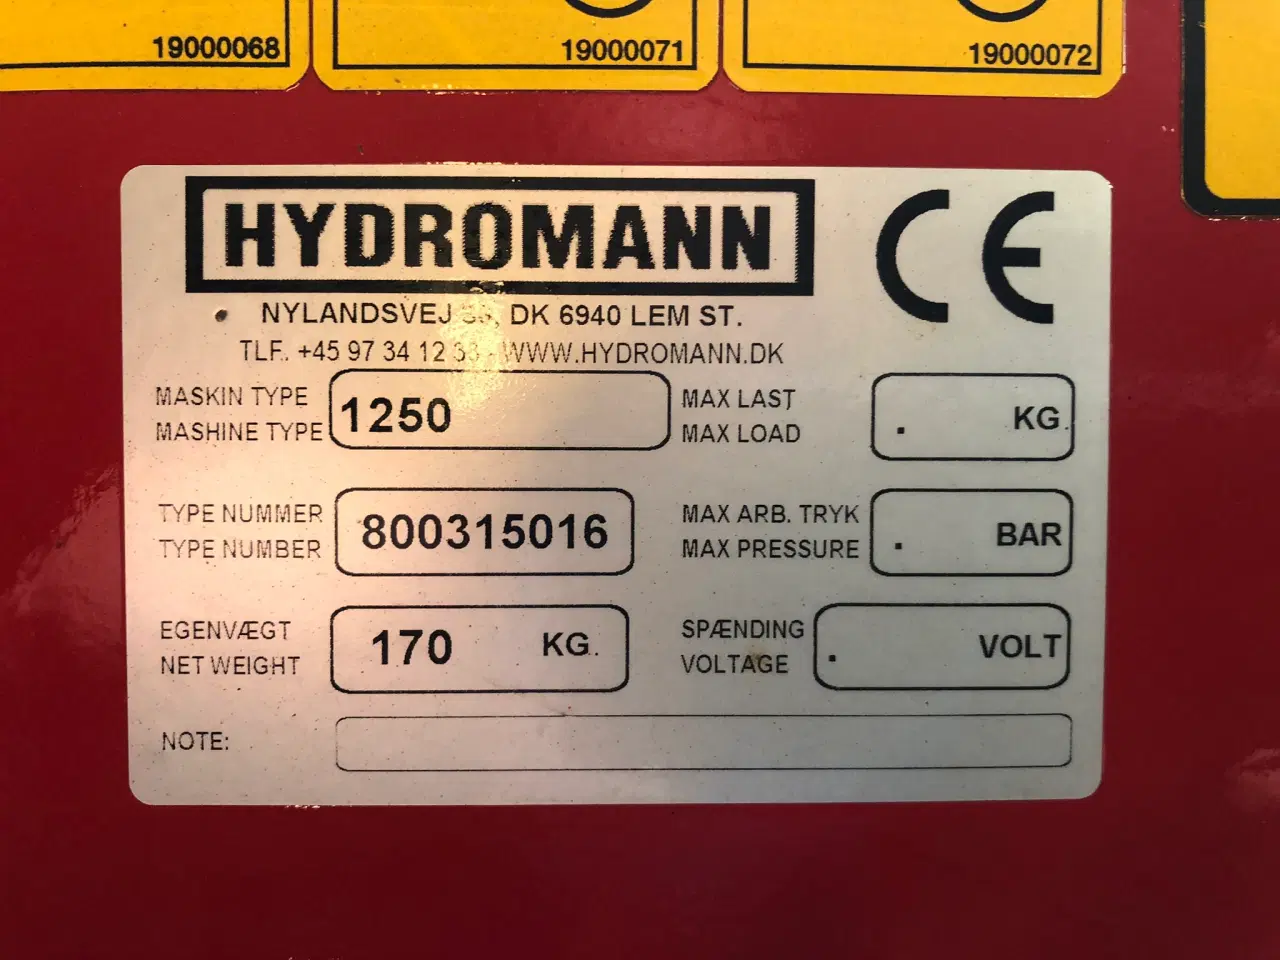 19000068
19000071
19000072
HYDROMANN
CE
NYLANDSVEJ DK 6940 LEM ST.
TLF. +45 97 34 12 - WWW.HYDROMANN.DK
MASKIN TYPE
MASHINE TYPE
1250
MAX LAST
MAX LOAD
. KG.
TYPE NUMMER
TYPE NUMBER
800315016
MAX ARB. TRYK
MAX PRESSURE
. BAR
EGENVÆGT
NET WEIGHT
170 KG.
SPÆNDING
VOLTAGE
. VOLT
NOTE: